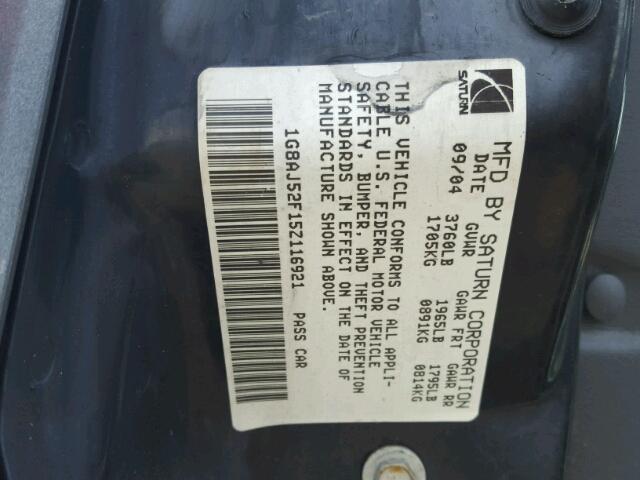 SATURN
MFD BY SATURN CORPORATION
DATE GVWR GAWR FRT GAWR RR
09/04 3760LB 1965LB 1795LB
1705KG 0891KG 0814KG
THIS VEHICLE CONFORMS TO ALL APPLI-
CABLE U.S. FEDERAL MOTOR VEHICLE
SAFETY, BUMPER, AND THEFT PREVENTION
STANDARDS IN EFFECT ON THE DATE OF
MANUFACTURE SHOWN ABOVE.
1G8AJ52F15Z116921 PASS CAR